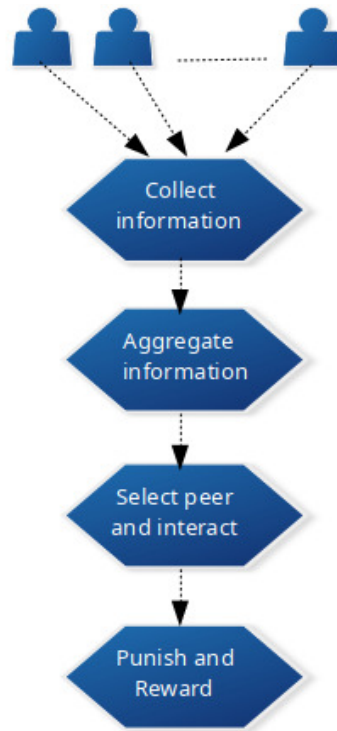 Collect
information
Aggregate
information
Select peer
and interact
Punish and
Reward